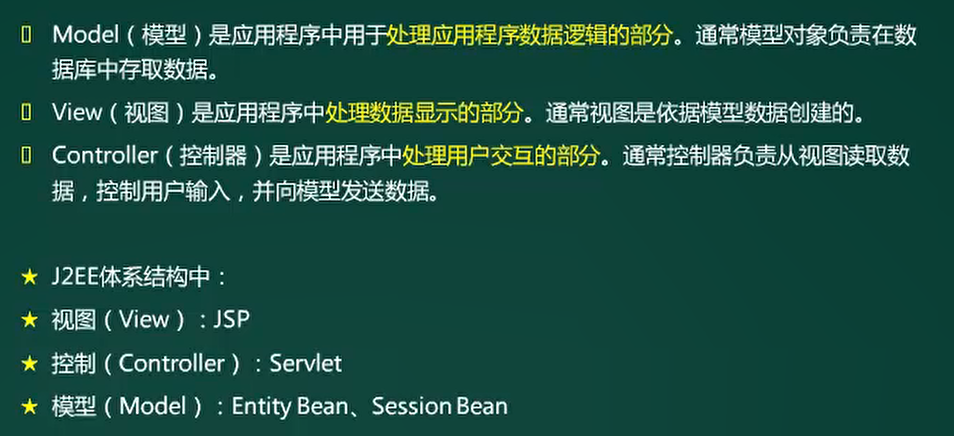 Model（模型）是应用程序中用于处理应用程序数据逻辑的部分。通常模型对象负责在数
据库中存取数据。
View（视图）是应用程序中处理数据显示的部分。通常视图是依据模型数据创建的。
Controller（控制器）是应用程序中处理用户交互的部分。通常控制器负责从视图读取数
据，控制用户输入，并向模型发送数据。
★ J2EE体系结构中：
★ 视图（View）：JSP
★ 控制（Controller）：Servlet
★ 模型（Model）：Entity Bean、Session Bean